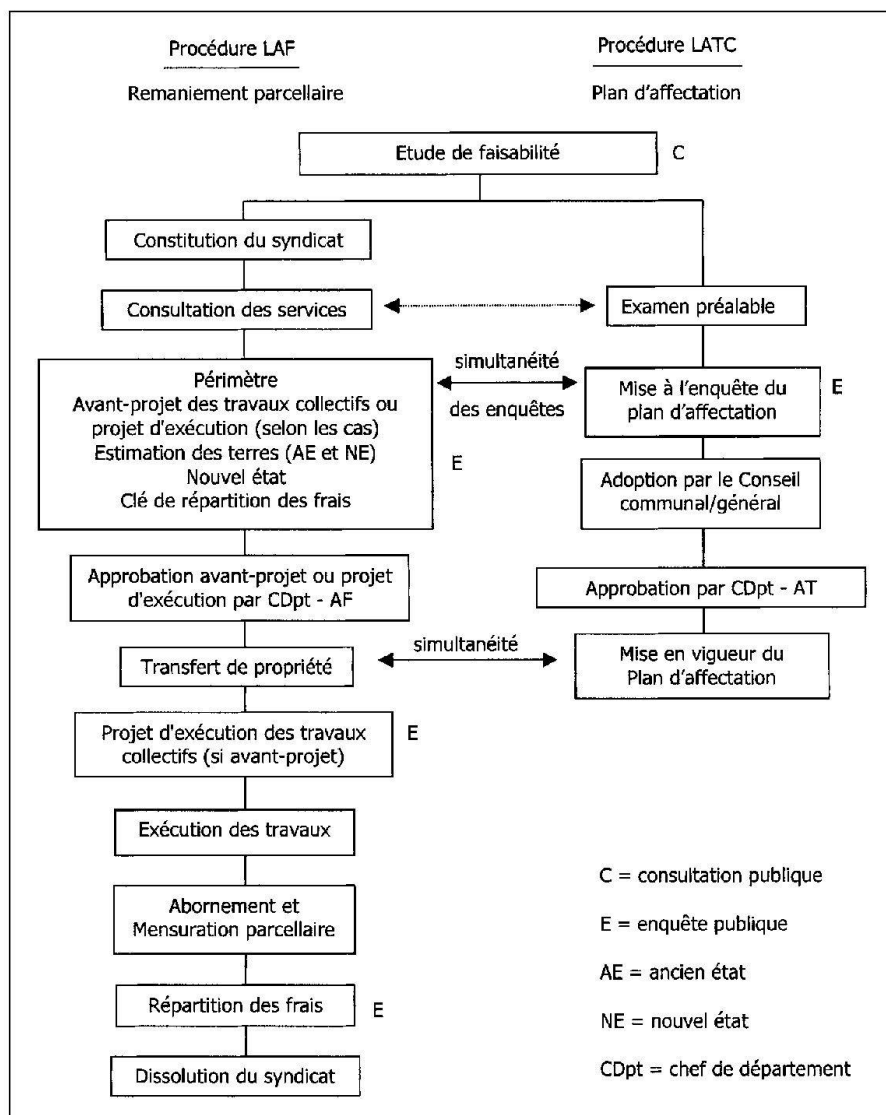 Procédure LAF
Procédure LATC
Remaniement parcellaire
Plan d'affectation
Etude de faisabilité
C
Constitution du syndicat
Consultation des services
Examen préalable
Périmètre
Avant-projet des travaux collectifs ou
projet d'exécution (selon les cas)
Estimation des terres (AE et NE)
Nouvel état
Clé de répartition des frais
E
simultanéité
des enquêtes
Mise à l'enquête du
plan d'affectation
E
Adoption par le Conseil
communal/général
Approbation avant-projet ou projet
d'exécution par CDpt - AF
Approbation par CDpt - AT
Transfert de propriété
simultanéité
Mise en vigueur du
Plan d'affectation
Projet d'exécution des travaux
collectifs (si avant-projet)
E
Exécution des travaux
Abornement et
Mensuration parcellaire
Répartition des frais
E
Dissolution du syndicat
C = consultation publique
E = enquête publique
AE = ancien état
NE = nouvel état
CDpt = chef de département